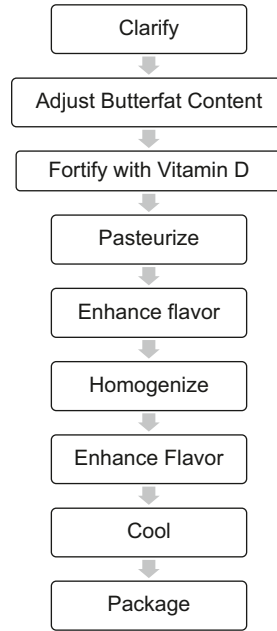 Clarify
Adjust Butterfat Content
Fortify with Vitamin D
Pasteurize
Enhance flavor
Homogenize
Enhance Flavor
Cool
Package